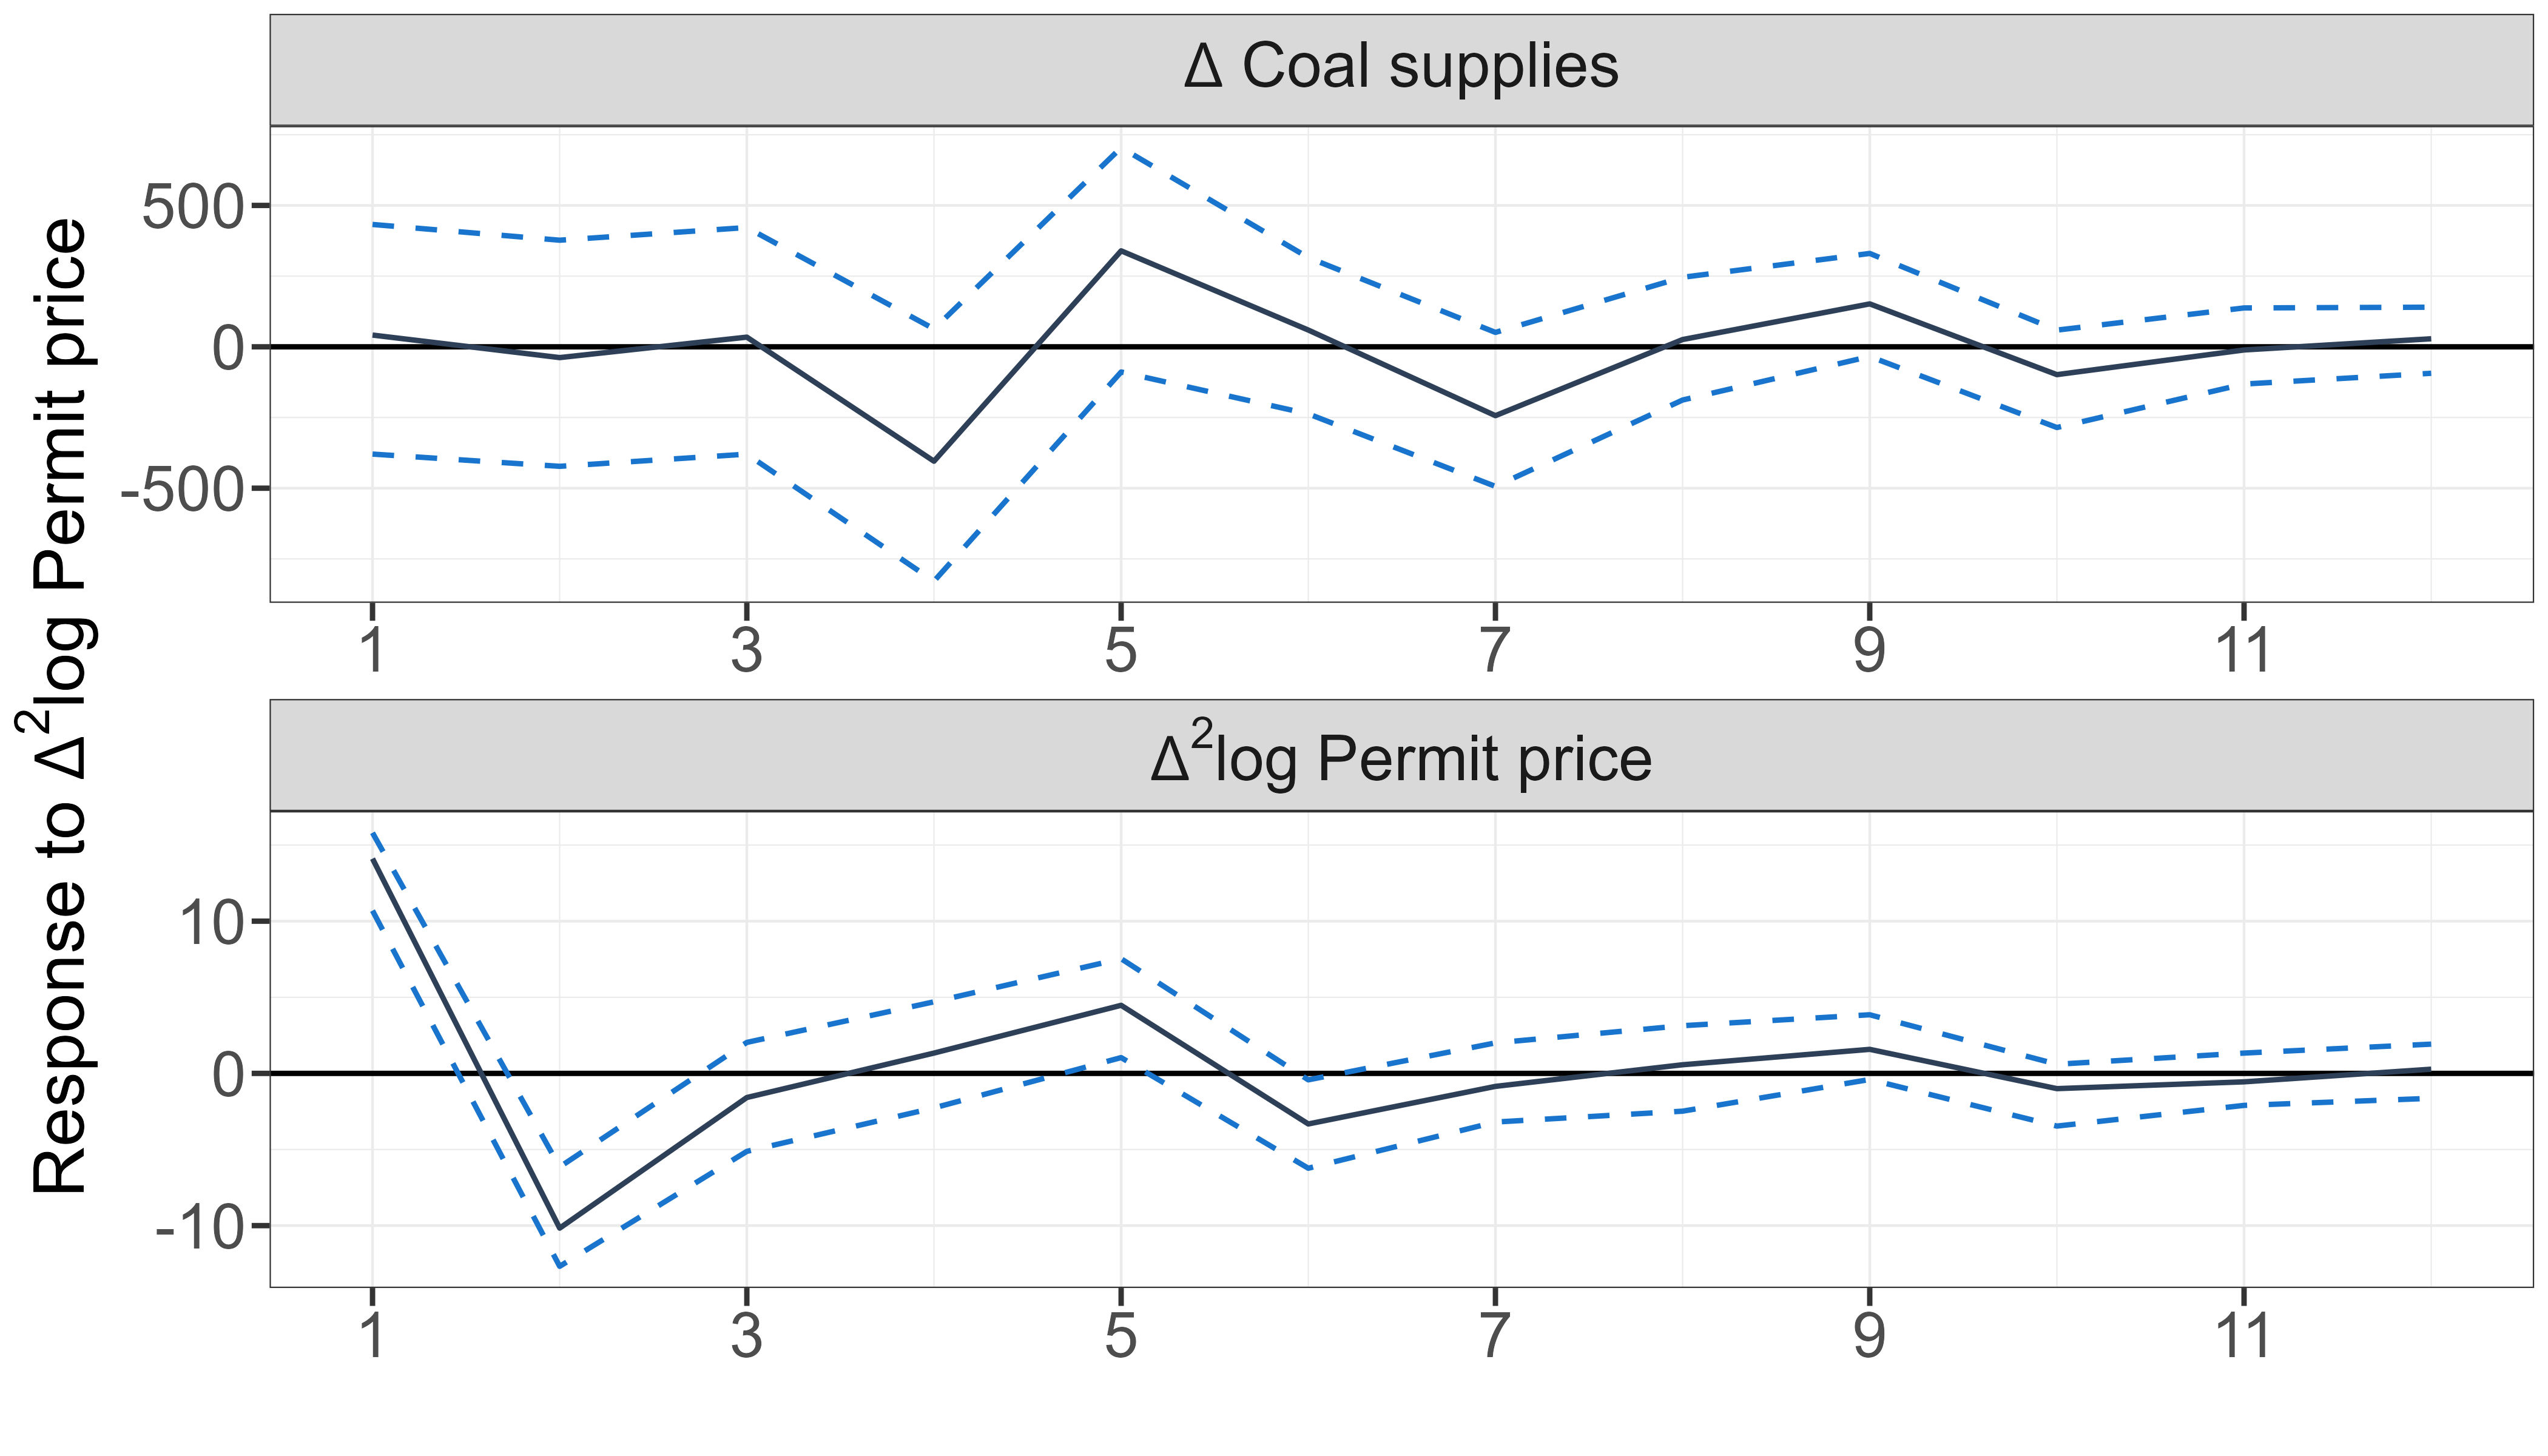 Response to Δ²log Permit price
Δ Coal supplies
500
0
-500
1 3 5 7 9 11
Δ²log Permit price
10
0
-10
1 3 5 7 9 11